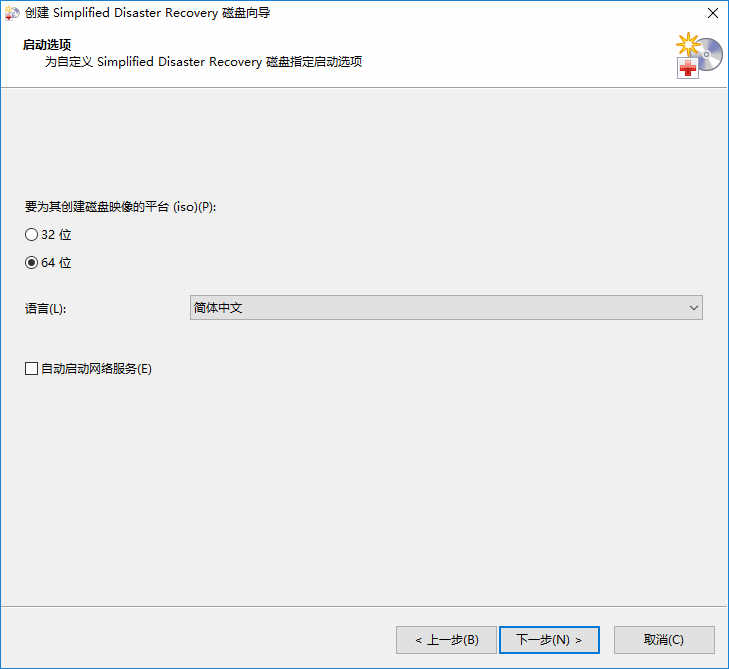 创建 Simplified Disaster Recovery 磁盘向导
启动选项
为自定义 Simplified Disaster Recovery 磁盘指定启动选项
要为其创建磁盘映像的平台 (iso)(P):
32 位
64 位
语言(L):
简体中文
自动启动网络服务(E)
< 上一步(B)
下一步(N) >
取消(C)